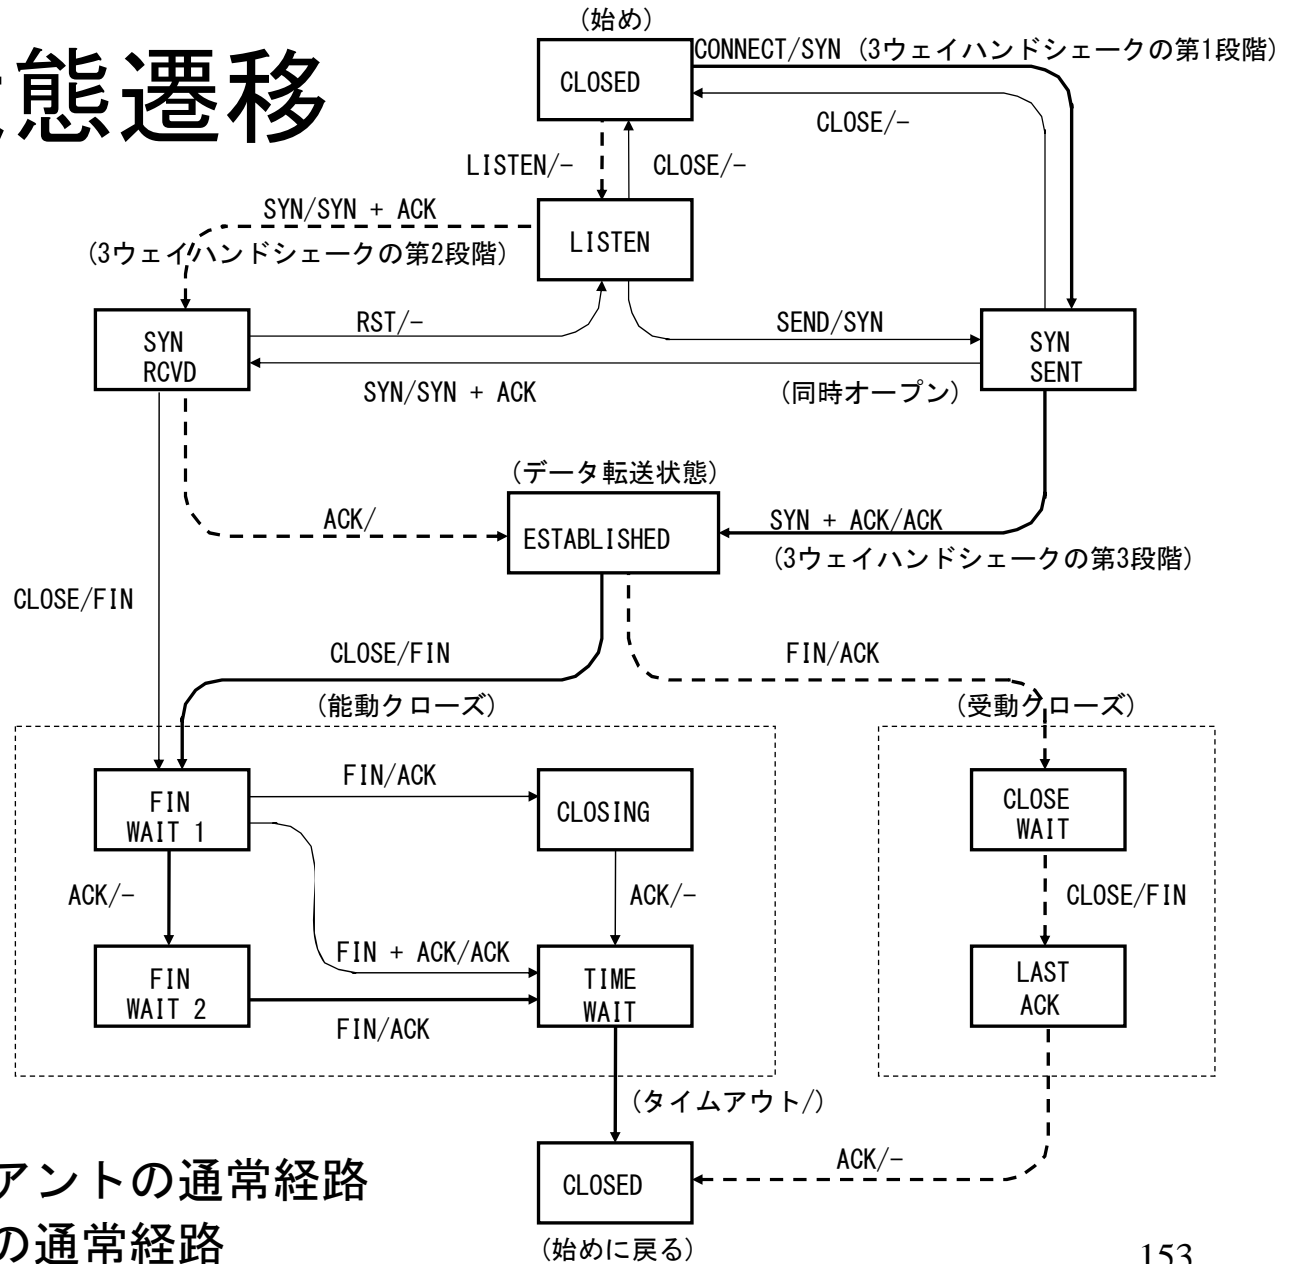 態遷移
(始め)
CLOSED
CONNECT/SYN (3ウェイハンドシェークの第1段階)
CLOSE/-
LISTEN/-
CLOSE/-
SYN/SYN + ACK
(3ウェイハンドシェークの第2段階)
LISTEN
RST/-
SEND/SYN
SYN
RCVD
SYN
SENT
SYN/SYN + ACK
(同時オープン)
(データ転送状態)
ESTABLISHED
ACK/
SYN + ACK/ACK
(3ウェイハンドシェークの第3段階)
CLOSE/FIN
CLOSE/FIN
FIN/ACK
(能動クローズ)
(受動クローズ)
FIN
WAIT 1
FIN/ACK
CLOSING
CLOSE
WAIT
ACK/-
ACK/-
CLOSE/FIN
FIN + ACK/ACK
FIN
WAIT 2
FIN/ACK
TIME
WAIT
LAST
ACK
(タイムアウト/)
ACK/-
CLOSED
(始めに戻る)
アントの通常経路
の通常経路
153